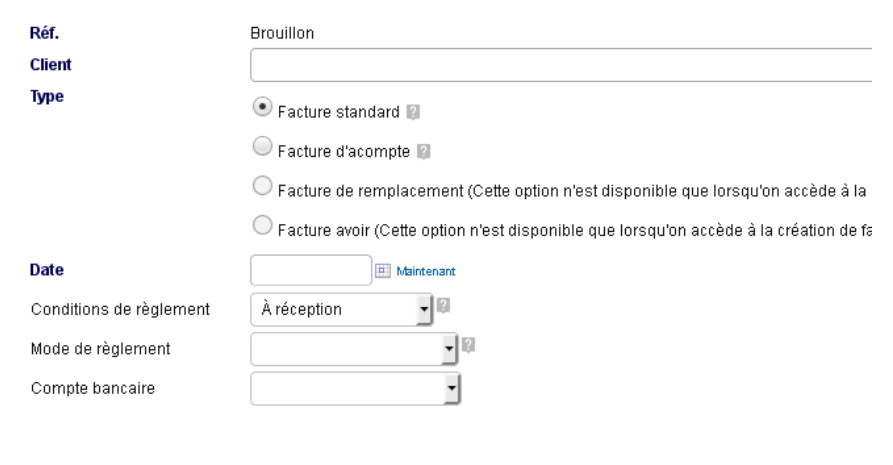 Réf. Brouillon
Client
Type
Facture standard ?
Facture d'acompte ?
Facture de remplacement (Cette option n'est disponible que lorsqu'on accède à la
Facture avoir (Cette option n'est disponible que lorsqu'on accède à la création de fa
Date Maintenant
Conditions de règlement À réception ?
Mode de règlement ?
Compte bancaire